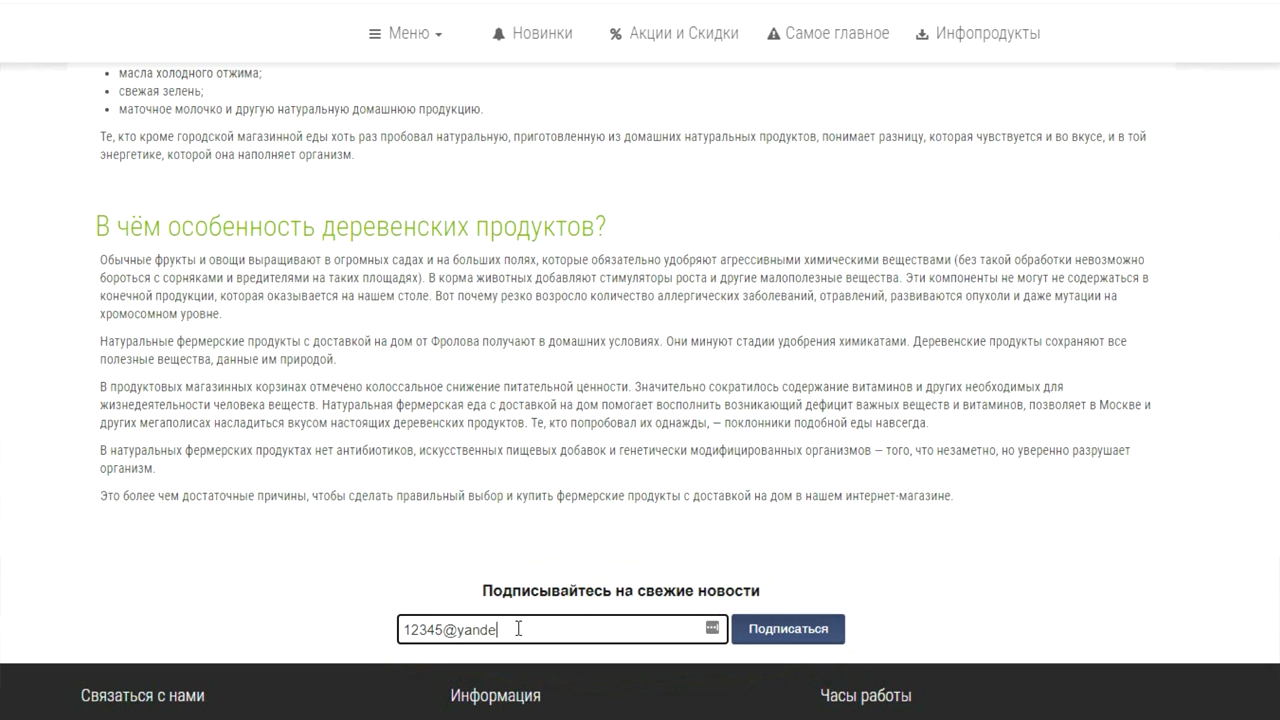 Меню Новинки Акции и Скидки Самое главное Инфопродукты
масла холодного отжима;
свежая зелень;
маточное молочко и другую натуральную домашнюю продукцию.
Те, кто кроме городской магазинной еды хоть раз пробовал натуральную, приготовленную из домашних натуральных продуктов, понимает разницу, которая чувствуется и во вкусе, и в той
энергетике, которой она наполняет организм.
В чём особенность деревенских продуктов?
Обычные фрукты и овощи выращивают в огромных садах и на больших полях, которые обязательно удобряют агрессивными химическими веществами (без такой обработки невозможно
бороться с сорняками и вредителями на таких площадях). В корма животных добавляют стимуляторы роста и другие малополезные вещества. Эти компоненты не могут не содержаться в
конечной продукции, которая оказывается на нашем столе. Вот почему резко возросло количество аллергических заболеваний, отравлений, развиваются опухоли и даже мутации на
хромосомном уровне.
Натуральные фермерские продукты с доставкой на дом от Фролова получают в домашних условиях. Они минуют стадии удобрения химикатами. Деревенские продукты сохраняют все
полезные вещества, данные им природой.
В продуктовых магазинных корзинах отмечено колоссальное снижение питательной ценности. Значительно сократилось содержание витаминов и других необходимых для
жизнедеятельности человека веществ. Натуральная фермерская еда с доставкой на дом помогает восполнить возникающий дефицит важных веществ и витаминов, позволяет в Москве и
других мегаполисах насладиться вкусом настоящих деревенских продуктов. Те, кто попробовал их однажды, — поклонники подобной еды навсегда.
В натуральных фермерских продуктах нет антибиотиков, искусственных пищевых добавок и генетически модифицированных организмов — того, что незаметно, но уверенно разрушает
организм.
Это более чем достаточные причины, чтобы сделать правильный выбор и купить фермерские продукты с доставкой на дом в нашем интернет-магазине.
Подписывайтесь на свежие новости
12345@yande Подписаться
Связаться с нами Информация Часы работы